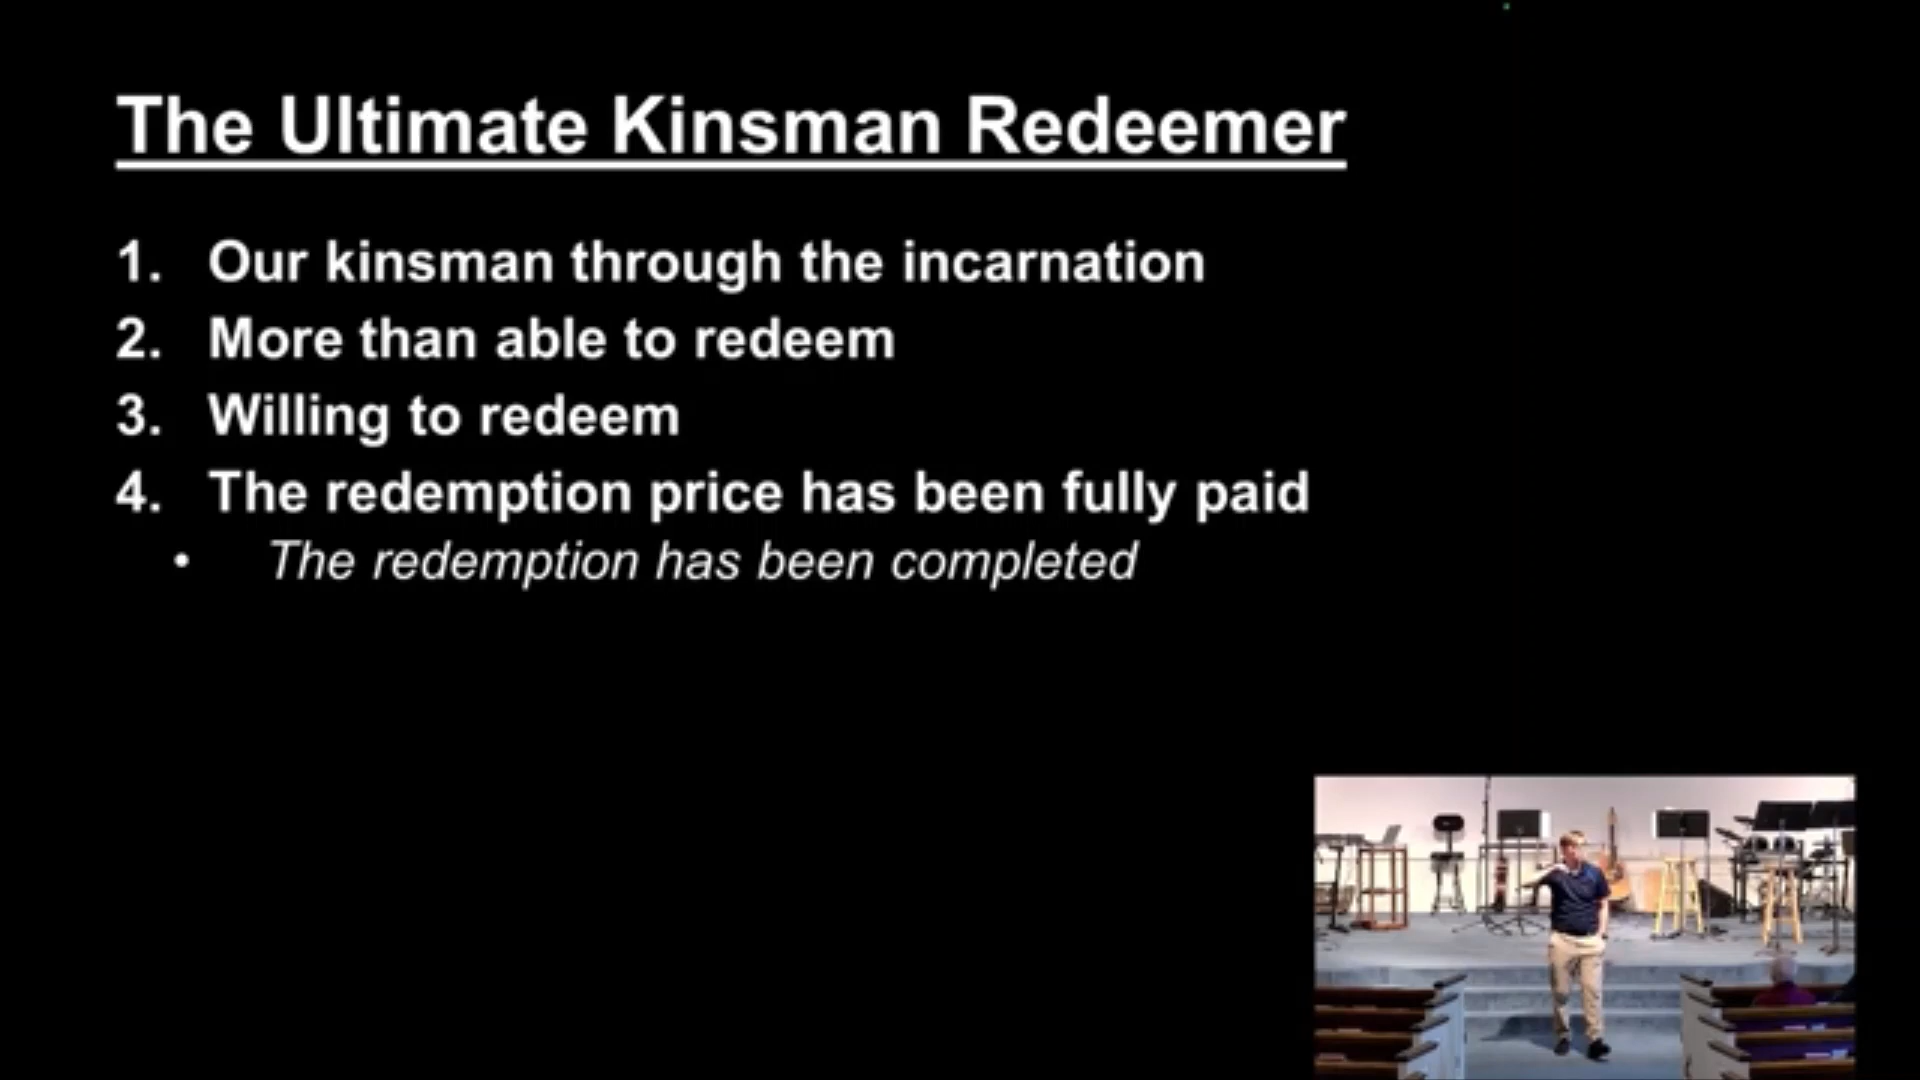 The Ultimate Kinsman Redeemer
1. Our kinsman through the incarnation
2. More than able to redeem
3. Willing to redeem
4. The redemption price has been fully paid
• The redemption has been completed